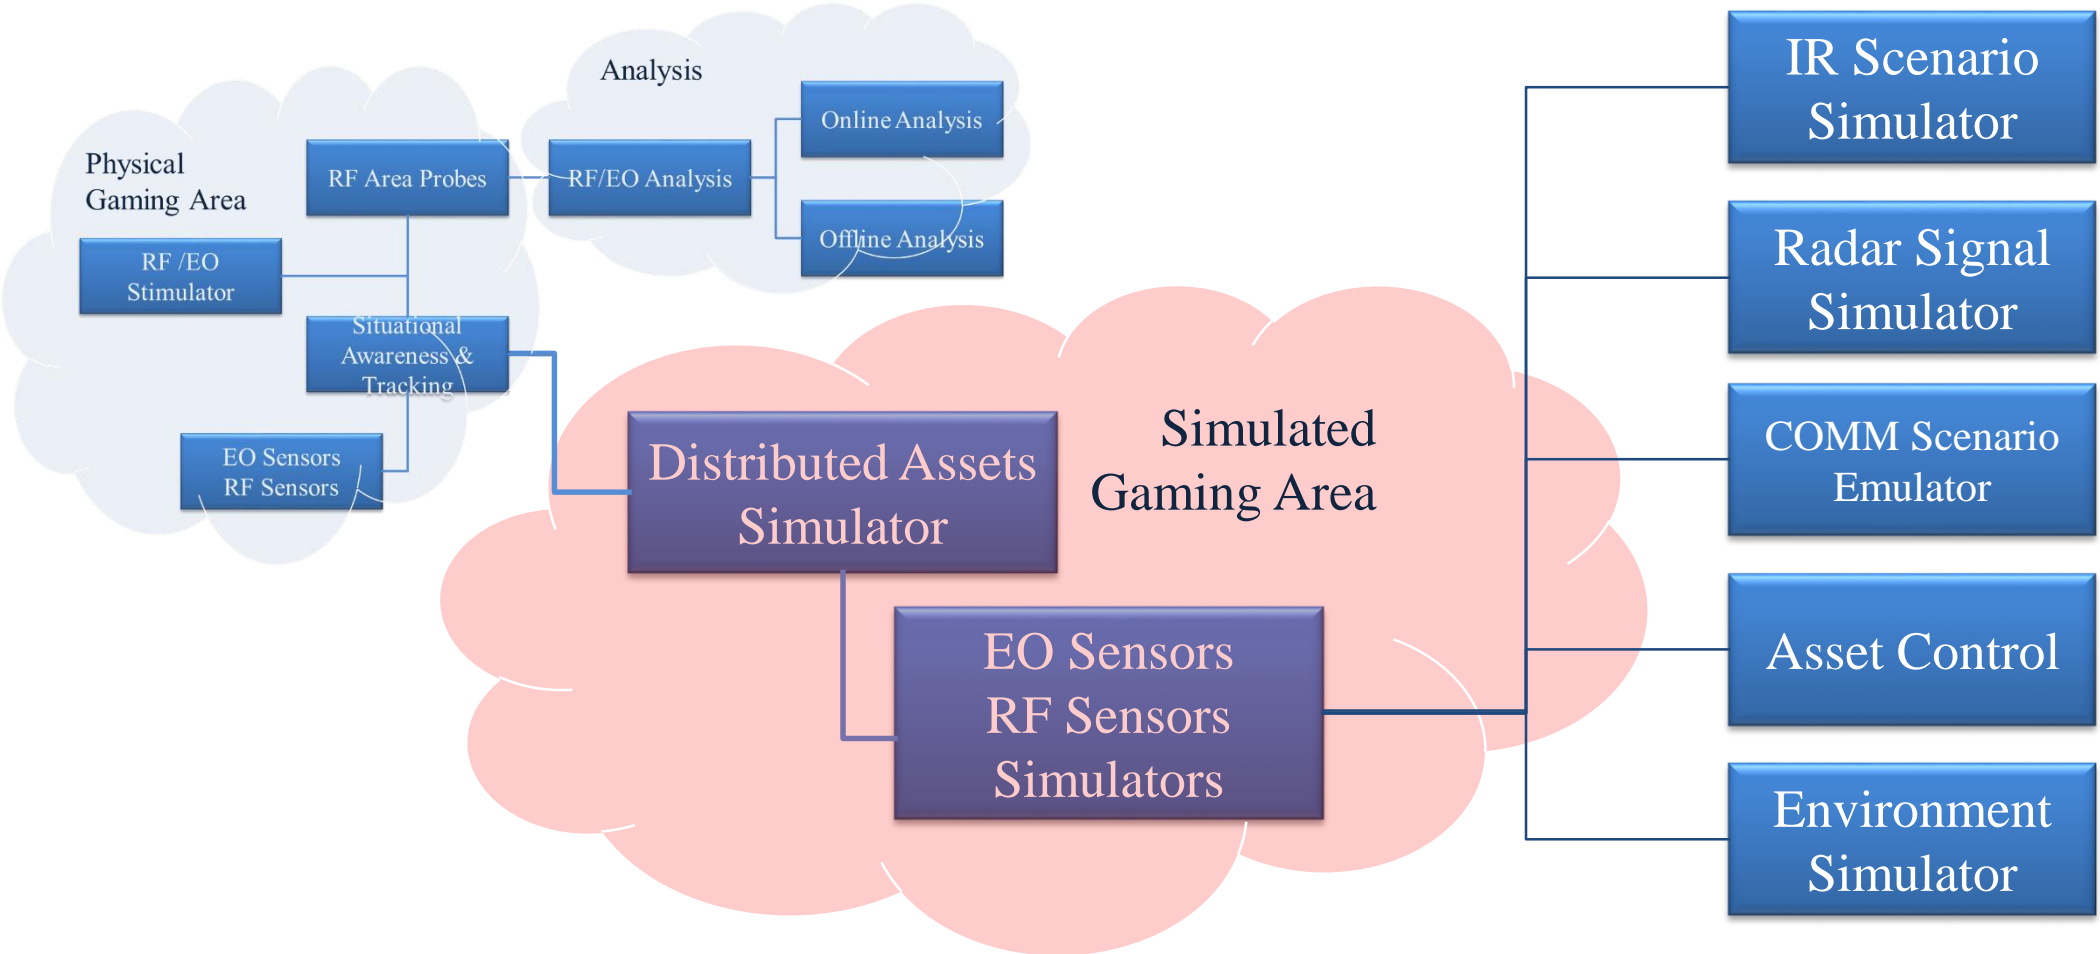 Analysis
Online Analysis
RF/EO Analysis
Offline Analysis
Physical
Gaming Area
RF Area Probes
RF /EO
Stimulator
Situational
Awareness &
Tracking
EO Sensors
RF Sensors
Simulated
Gaming Area
Distributed Assets
Simulator
EO Sensors
RF Sensors
Simulators
IR Scenario
Simulator
Radar Signal
Simulator
COMM Scenario
Emulator
Asset Control
Environment
Simulator